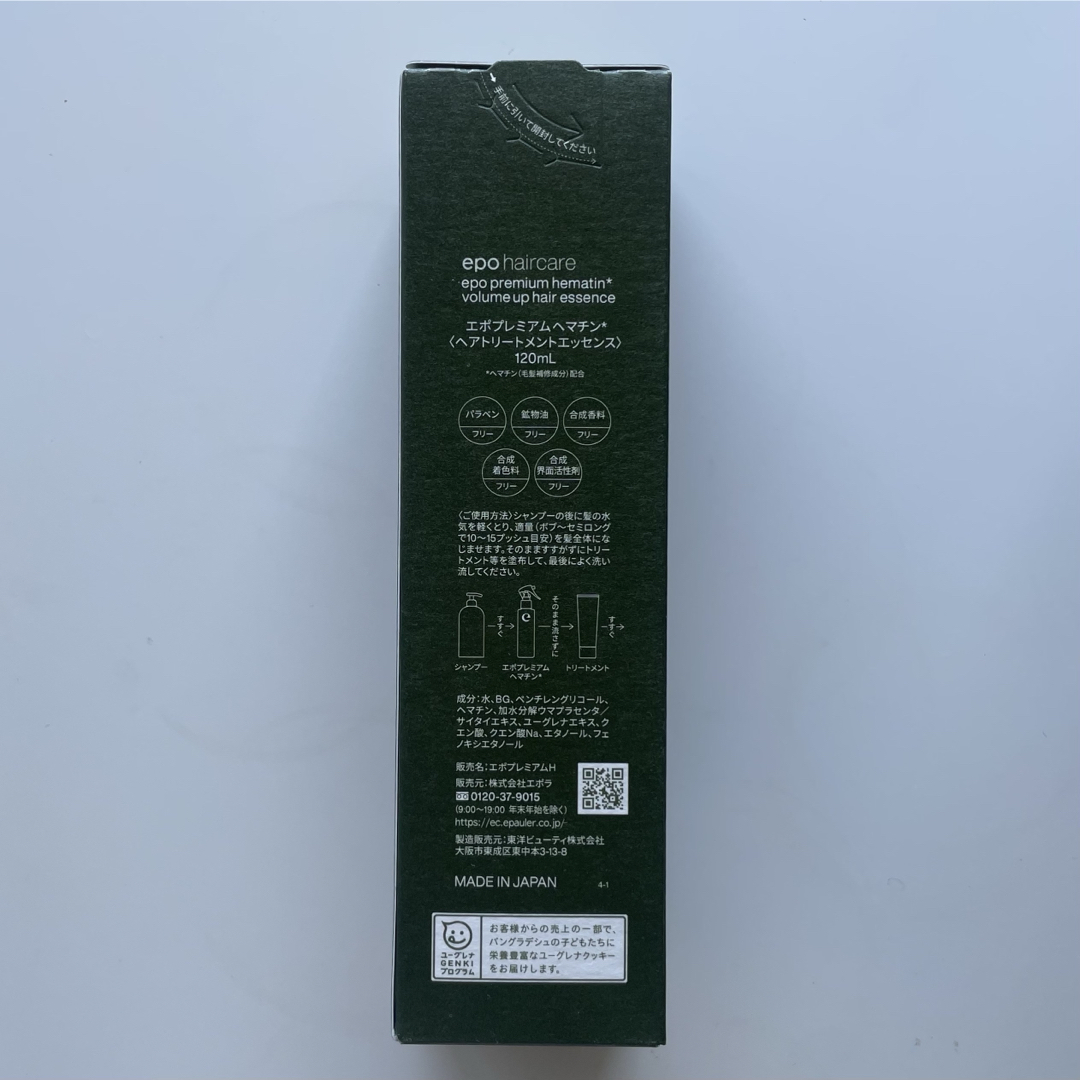 手前に引いて開封してください
epo haircare
epo premium hematin*
volume up hair essence
エポプレミアムヘマチン*
〈ヘアトリートメントエッセンス〉
120mL
*ヘマチン(毛髪補修成分)配合
パラベン
フリー
鉱物油
フリー
合成香料
フリー
合成
着色料
フリー
合成
界面活性剤
フリー
〈ご使用方法〉シャンプーの後に髪の水
気を軽くとり、適量(ボブ〜セミロング
で10〜15プッシュ目安)を髪全体にな
じませます。そのまますすがずにトリー
トメント等を塗布して、最後によく洗い
流してください。
すすぐ
e
そのまま流さずに
すすぐ
シャンプー
エポプレミアム
ヘマチン*
トリートメント
成分:水、BG、ペンチレングリコール、
ヘマチン、加水分解ウマプラセンタ/
サイタイエキス、ユーグレナエキス、ク
エン酸、クエン酸Na、エタノール、フェ
ノキシエタノール
販売名:エポプレミアムH
販売元:株式会社エポラ
0120-37-9015
(9:00〜19:00 年末年始を除く)
https://ec.epauler.co.jp/
製造販売元:東洋ビューティ株式会社
大阪市東成区東中本3-13-8
MADE IN JAPAN
4-1
ユーグレナ
GENKI
プログラム
お客様からの売上の一部で、
バングラデシュの子どもたちに
栄養豊富なユーグレナクッキー
をお届けします。